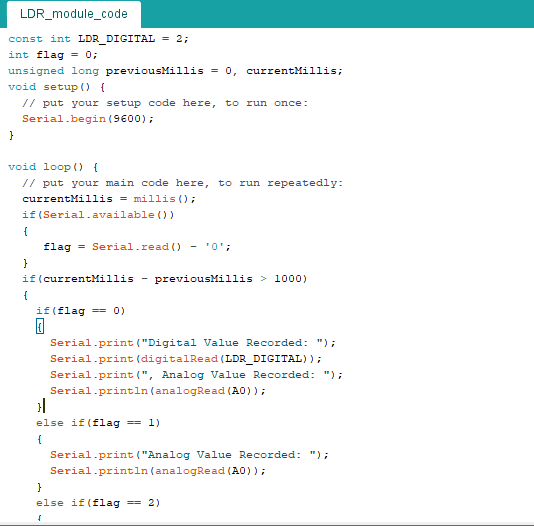 LDR_module_code
const int LDR_DIGITAL = 2;
int flag = 0;
unsigned long previousMillis = 0, currentMillis;
void setup() {
  // put your setup code here, to run once:
  Serial.begin(9600);
}

void loop() {
  // put your main code here, to run repeatedly:
  currentMillis = millis();
  if(Serial.available())
  {
     flag = Serial.read() - '0';
  }
  if(currentMillis - previousMillis > 1000)
  {
    if(flag == 0)
    {
      Serial.print("Digital Value Recorded: ");
      Serial.print(digitalRead(LDR_DIGITAL));
      Serial.print(", Analog Value Recorded: ");
      Serial.println(analogRead(A0));
    }
    else if(flag == 1)
    {
      Serial.print("Analog Value Recorded: ");
      Serial.println(analogRead(A0));
    }
    else if(flag == 2)
    {